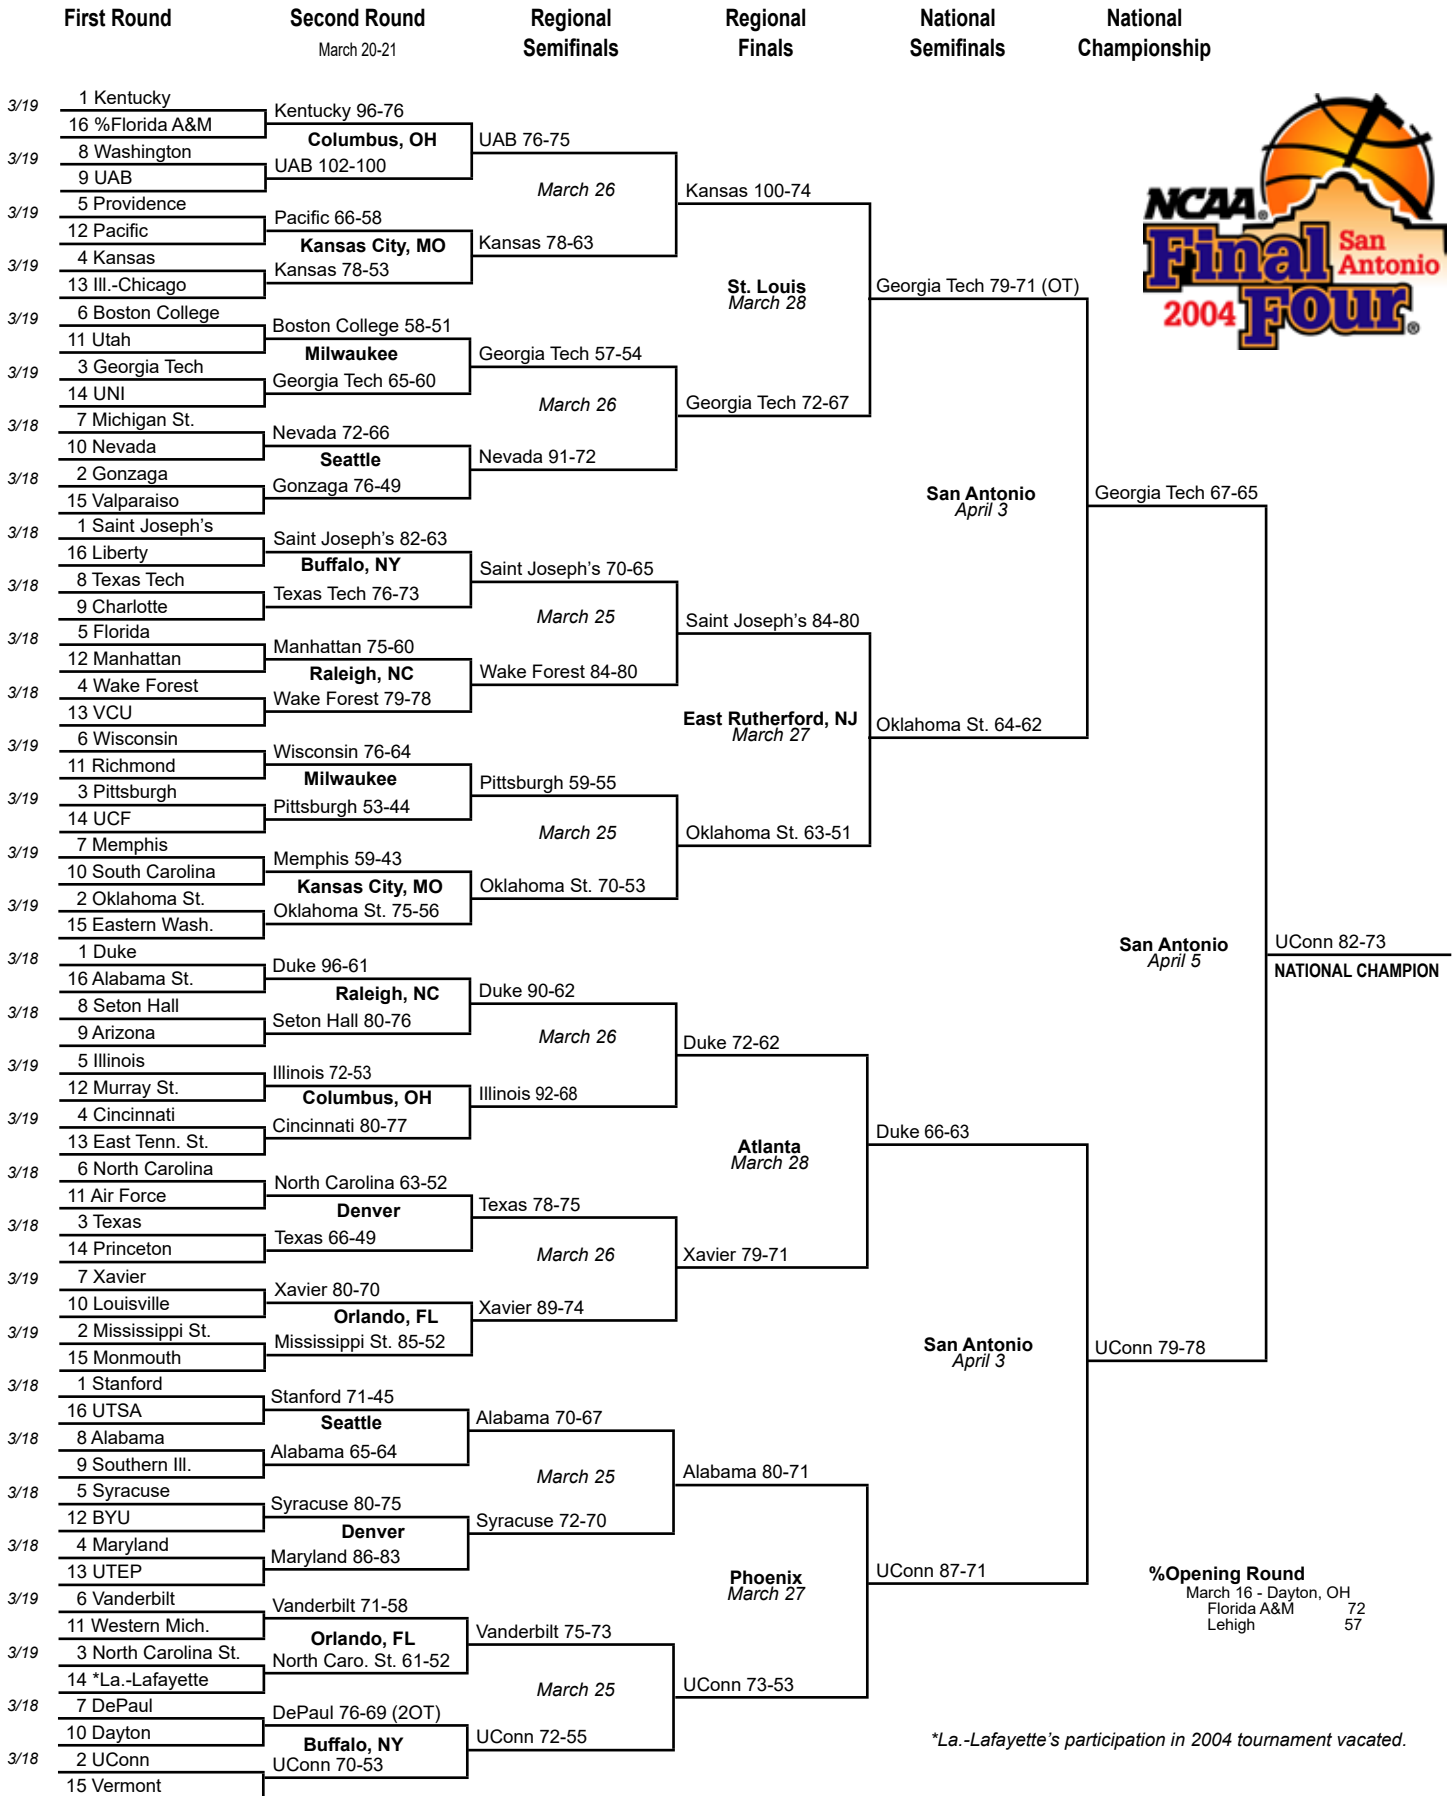 First Round
Second Round
March 20-21
Regional
Semifinals
Regional
Finals
National
Semifinals
National
Championship
3/19
1 Kentucky
16 %Florida A&M
3/19
8 Washington
9 UAB
3/19
5 Providence
12 Pacific
3/19
4 Kansas
13 Ill.-Chicago
3/19
6 Boston College
11 Utah
3/19
3 Georgia Tech
14 UNI
3/18
7 Michigan St.
10 Nevada
3/18
2 Gonzaga
15 Valparaiso
3/18
1 Saint Joseph's
16 Liberty
3/18
8 Texas Tech
9 Charlotte
3/18
5 Florida
12 Manhattan
3/18
4 Wake Forest
13 VCU
3/19
6 Wisconsin
11 Richmond
3/19
3 Pittsburgh
14 UCF
3/19
7 Memphis
10 South Carolina
3/19
2 Oklahoma St.
15 Eastern Wash.
3/18
1 Duke
16 Alabama St.
3/18
8 Seton Hall
9 Arizona
3/19
5 Illinois
12 Murray St.
3/19
4 Cincinnati
13 East Tenn. St.
3/18
6 North Carolina
11 Air Force
3/18
3 Texas
14 Princeton
3/19
7 Xavier
10 Louisville
3/19
2 Mississippi St.
15 Monmouth
3/18
1 Stanford
16 UTSA
3/18
8 Alabama
9 Southern Ill.
3/18
5 Syracuse
12 BYU
3/18
4 Maryland
13 UTEP
3/19
6 Vanderbilt
11 Western Mich.
3/19
3 North Carolina St.
14 *La.-Lafayette
3/18
7 DePaul
10 Dayton
3/18
2 UConn
15 Vermont
Kentucky 96-76
Columbus, OH
UAB 102-100
Pacific 66-58
Kansas City, MO
Kansas 78-53
Boston College 58-51
Milwaukee
Georgia Tech 65-60
Nevada 72-66
Seattle
Gonzaga 76-49
Saint Joseph's 82-63
Buffalo, NY
Texas Tech 76-73
Manhattan 75-60
Raleigh, NC
Wake Forest 79-78
Wisconsin 76-64
Milwaukee
Pittsburgh 53-44
Memphis 59-43
Kansas City, MO
Oklahoma St. 75-56
Duke 96-61
Raleigh, NC
Seton Hall 80-76
Illinois 72-53
Columbus, OH
Cincinnati 80-77
North Carolina 63-52
Denver
Texas 66-49
Xavier 80-70
Orlando, FL
Mississippi St. 85-52
Stanford 71-45
Seattle
Alabama 65-64
Syracuse 80-75
Denver
Maryland 86-83
Vanderbilt 71-58
Orlando, FL
North Caro. St. 61-52
DePaul 76-69 (2OT)
Buffalo, NY
UConn 70-53
UAB 76-75
March 26
Kansas 78-63
Georgia Tech 57-54
March 26
Nevada 91-72
Saint Joseph's 70-65
March 25
Wake Forest 84-80
Pittsburgh 59-55
March 25
Oklahoma St. 70-53
Duke 90-62
March 26
Illinois 92-68
Texas 78-75
March 26
Xavier 89-74
Alabama 70-67
March 25
Syracuse 72-70
Vanderbilt 75-73
March 25
UConn 72-55
Kansas 100-74
St. Louis
March 28
Georgia Tech 72-67
Saint Joseph's 84-80
East Rutherford, NJ
March 27
Oklahoma St. 63-51
Duke 72-62
Atlanta
March 28
Xavier 79-71
Alabama 80-71
Phoenix
March 27
UConn 73-53
Georgia Tech 79-71 (OT)
San Antonio
April 3
Oklahoma St. 64-62
Duke 66-63
San Antonio
April 3
UConn 87-71
Georgia Tech 67-65
San Antonio
April 5
UConn 79-78
UConn 82-73
NATIONAL CHAMPION
NCAA®
Final
San
Antonio
2004 Four®
%Opening Round
March 16 - Dayton, OH
Florida A&M 72
Lehigh 57
*La.-Lafayette's participation in 2004 tournament vacated.